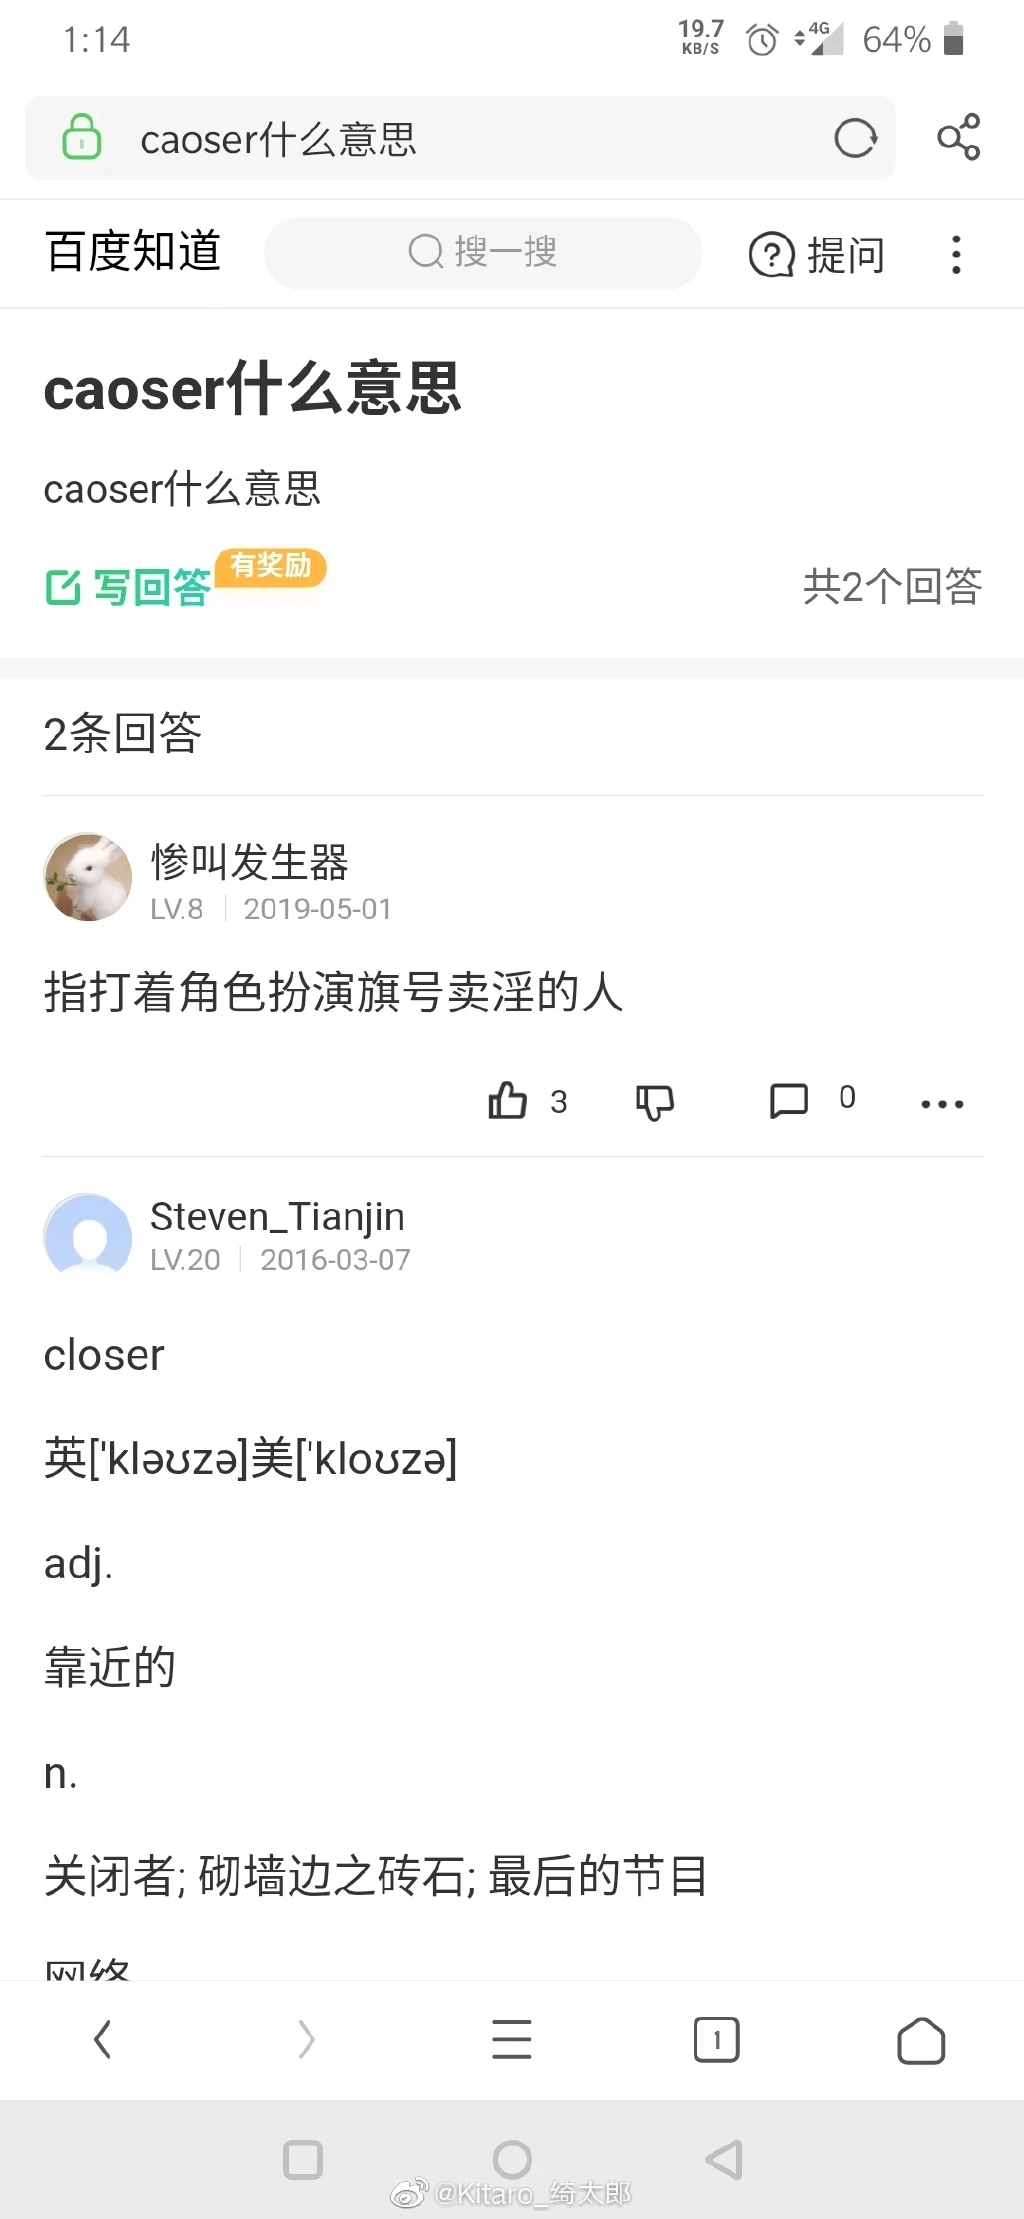 1:14
19.7
KB/S
4G
64%
caoser什么意思
百度知道
搜一搜
提问
caoser什么意思
caoser什么意思
写回答
有奖励
共2个回答
2条回答
惨叫发生器
LV.8
2019-05-01
指打着角色扮演旗号卖淫的人
3
0
Steven_Tianjin
LV.20
2016-03-07
closer
英['kləʊzə]美['kloʊzə]
adj.
靠近的
n.
关闭者; 砌墙边之砖石; 最后的节目
网络
1
@Kitaro_绮太郎